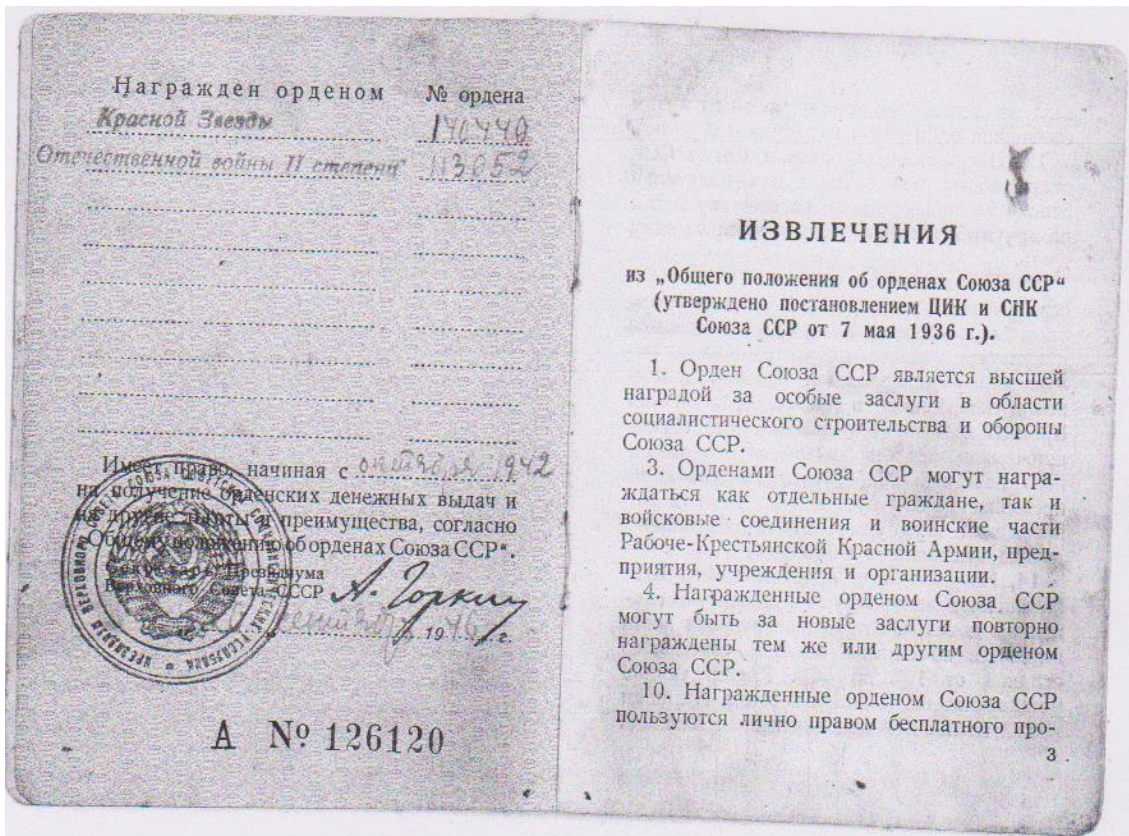 Награжден орденом № ордена
Красной Звезды 140440
Отечественной войны II степени 113052
Имеет право, начиная с октября 1942
на получение орденских денежных выдач и
на другие льготы и преимущества, согласно
„Общему положению об орденах Союза ССР“.
Секретарь Президиума
Верховного Совета СССР А. Горкин
19 46 г.
А № 126120
ИЗВЛЕЧЕНИЯ
из „Общего положения об орденах Союза ССР“
(утверждено постановлением ЦИК и СНК
Союза ССР от 7 мая 1936 г.).
1. Орден Союза ССР является высшей
наградой за особые заслуги в области
социалистического строительства и обороны
Союза ССР.
3. Орденами Союза ССР могут награ-
ждаться как отдельные граждане, так и
войсковые соединения и воинские части
Рабоче-Крестьянской Красной Армии, пред-
приятия, учреждения и организации.
4. Награжденные орденом Союза ССР
могут быть за новые заслуги повторно
награждены тем же или другим орденом
Союза ССР.
10. Награжденные орденом Союза ССР
пользуются лично правом бесплатного про-
3